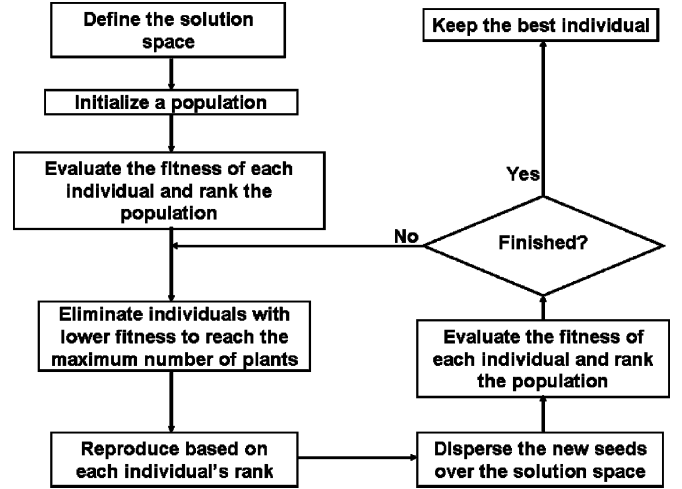 Define the solution
space
Initialize a population
Evaluate the fitness of each
individual and rank the
population
Eliminate individuals with
lower fitness to reach the
maximum number of plants
Reproduce based on
each individual's rank
Disperse the new seeds
over the solution space
Evaluate the fitness of
each individual and rank
the population
Finished?
No
Yes
Keep the best individual